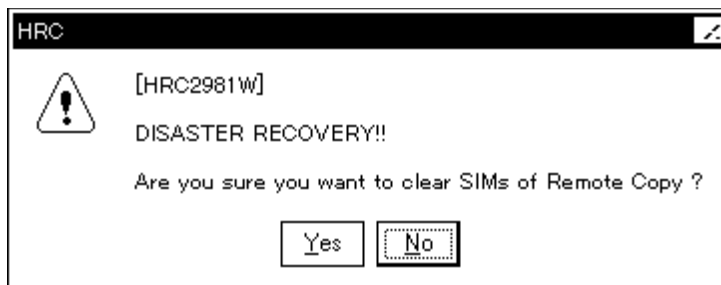 HRC
[HRC2981W]
DISASTER RECOVERY!!
Are you sure you want to clear SIMs of Remote Copy ?
Yes No